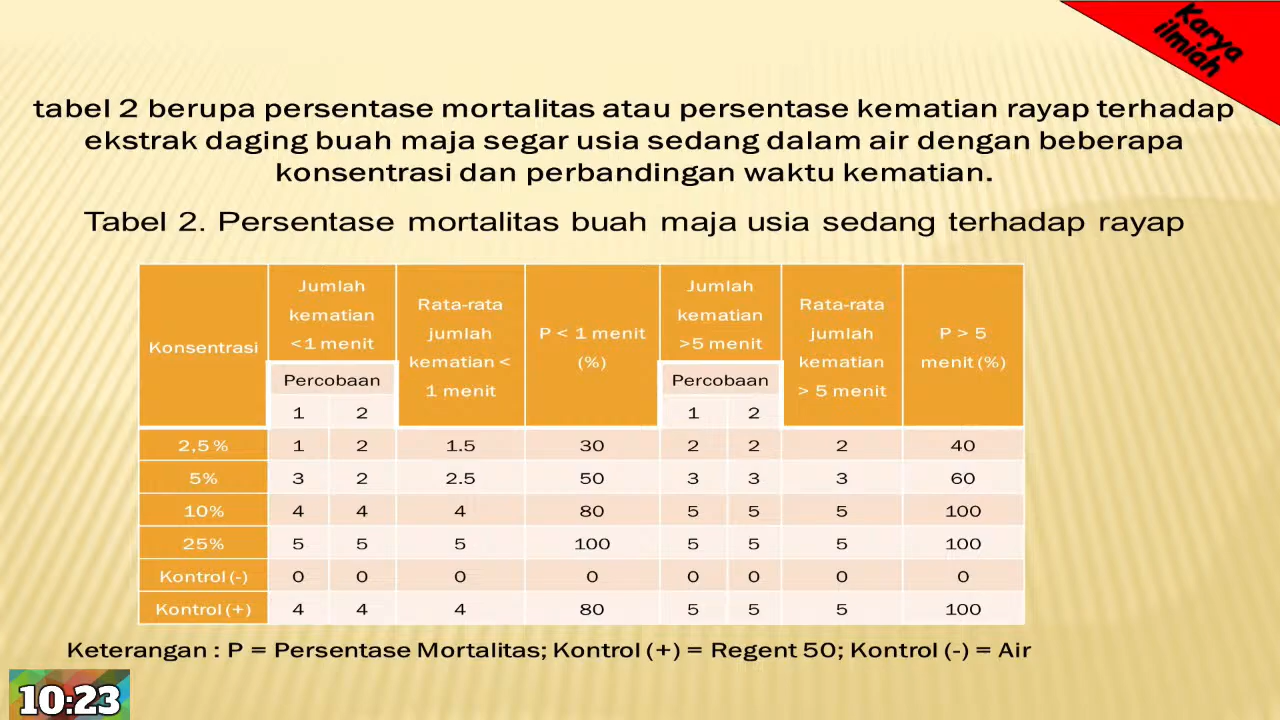 Karya
ilmiah
tabel 2 berupa persentase mortalitas atau persentase kematian rayap terhadap
ekstrak daging buah maja segar usia sedang dalam air dengan beberapa
konsentrasi dan perbandingan waktu kematian.
Tabel 2. Persentase mortalitas buah maja usia sedang terhadap rayap
Konsentrasi
Jumlah
kematian
<1 menit
Rata-rata
jumlah
kematian <
1 menit
P < 1 menit
(%)
Jumlah
kematian
>5 menit
Rata-rata
jumlah
kematian
> 5 menit
P > 5
menit (%)
Percobaan Percobaan
1 2 1 2
2,5 % 1 2 1.5 30 2 2 2 40
5% 3 2 2.5 50 3 3 3 60
10% 4 4 4 80 5 5 5 100
25% 5 5 5 100 5 5 5 100
Kontrol (-) 0 0 0 0 0 0 0 0
Kontrol (+) 4 4 4 80 5 5 5 100
Keterangan : P = Persentase Mortalitas; Kontrol (+) = Regent 50; Kontrol (-) = Air
10:23